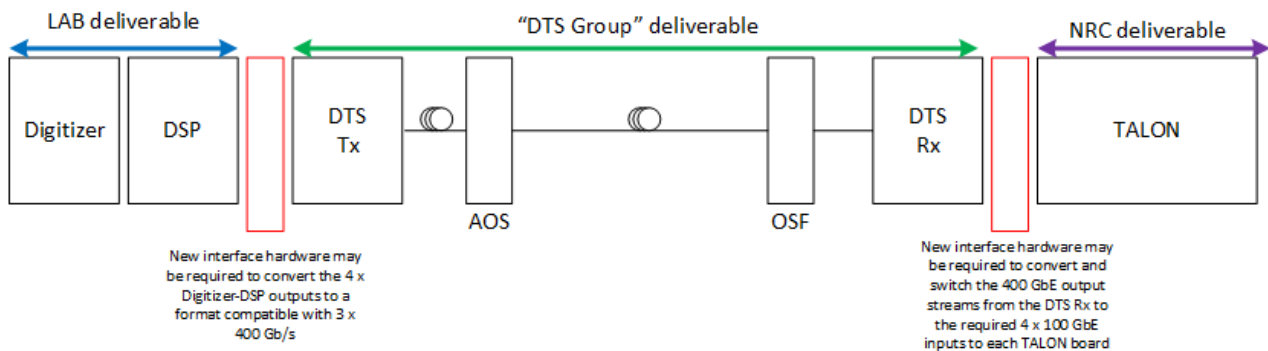 LAB deliverable
“DTS Group” deliverable
NRC deliverable
Digitizer
DSP
DTS
Tx
AOS
OSF
DTS
Rx
TALON
New interface hardware may
be required to convert the 4 x
Digitizer-DSP outputs to a
format compatible with 3 x
400 Gb/s
New interface hardware may
be required to convert and
switch the 400 GbE output
streams from the DTS Rx to
the required 4 x 100 GbE
inputs to each TALON board